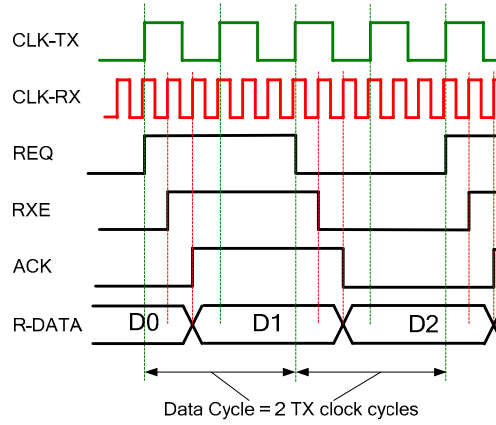 CLK-TX
CLK-RX
REQ
RXE
ACK
R-DATA D0 D1 D2
Data Cycle = 2 TX clock cycles